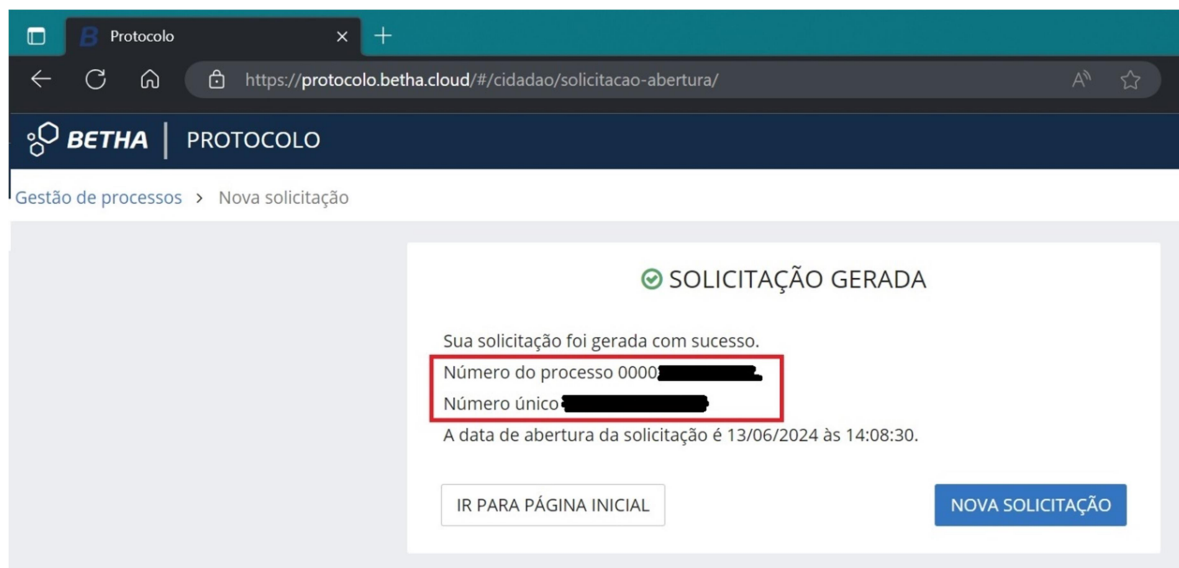 Protocolo
https://protocolo.betha.cloud/#/cidadao/solicitacao-abertura/
BETHA | PROTOCOLO
Gestão de processos > Nova solicitação
SOLICITAÇÃO GERADA
Sua solicitação foi gerada com sucesso.
Número do processo 0000
Número único
A data de abertura da solicitação é 13/06/2024 às 14:08:30.
IR PARA PÁGINA INICIAL
NOVA SOLICITAÇÃO